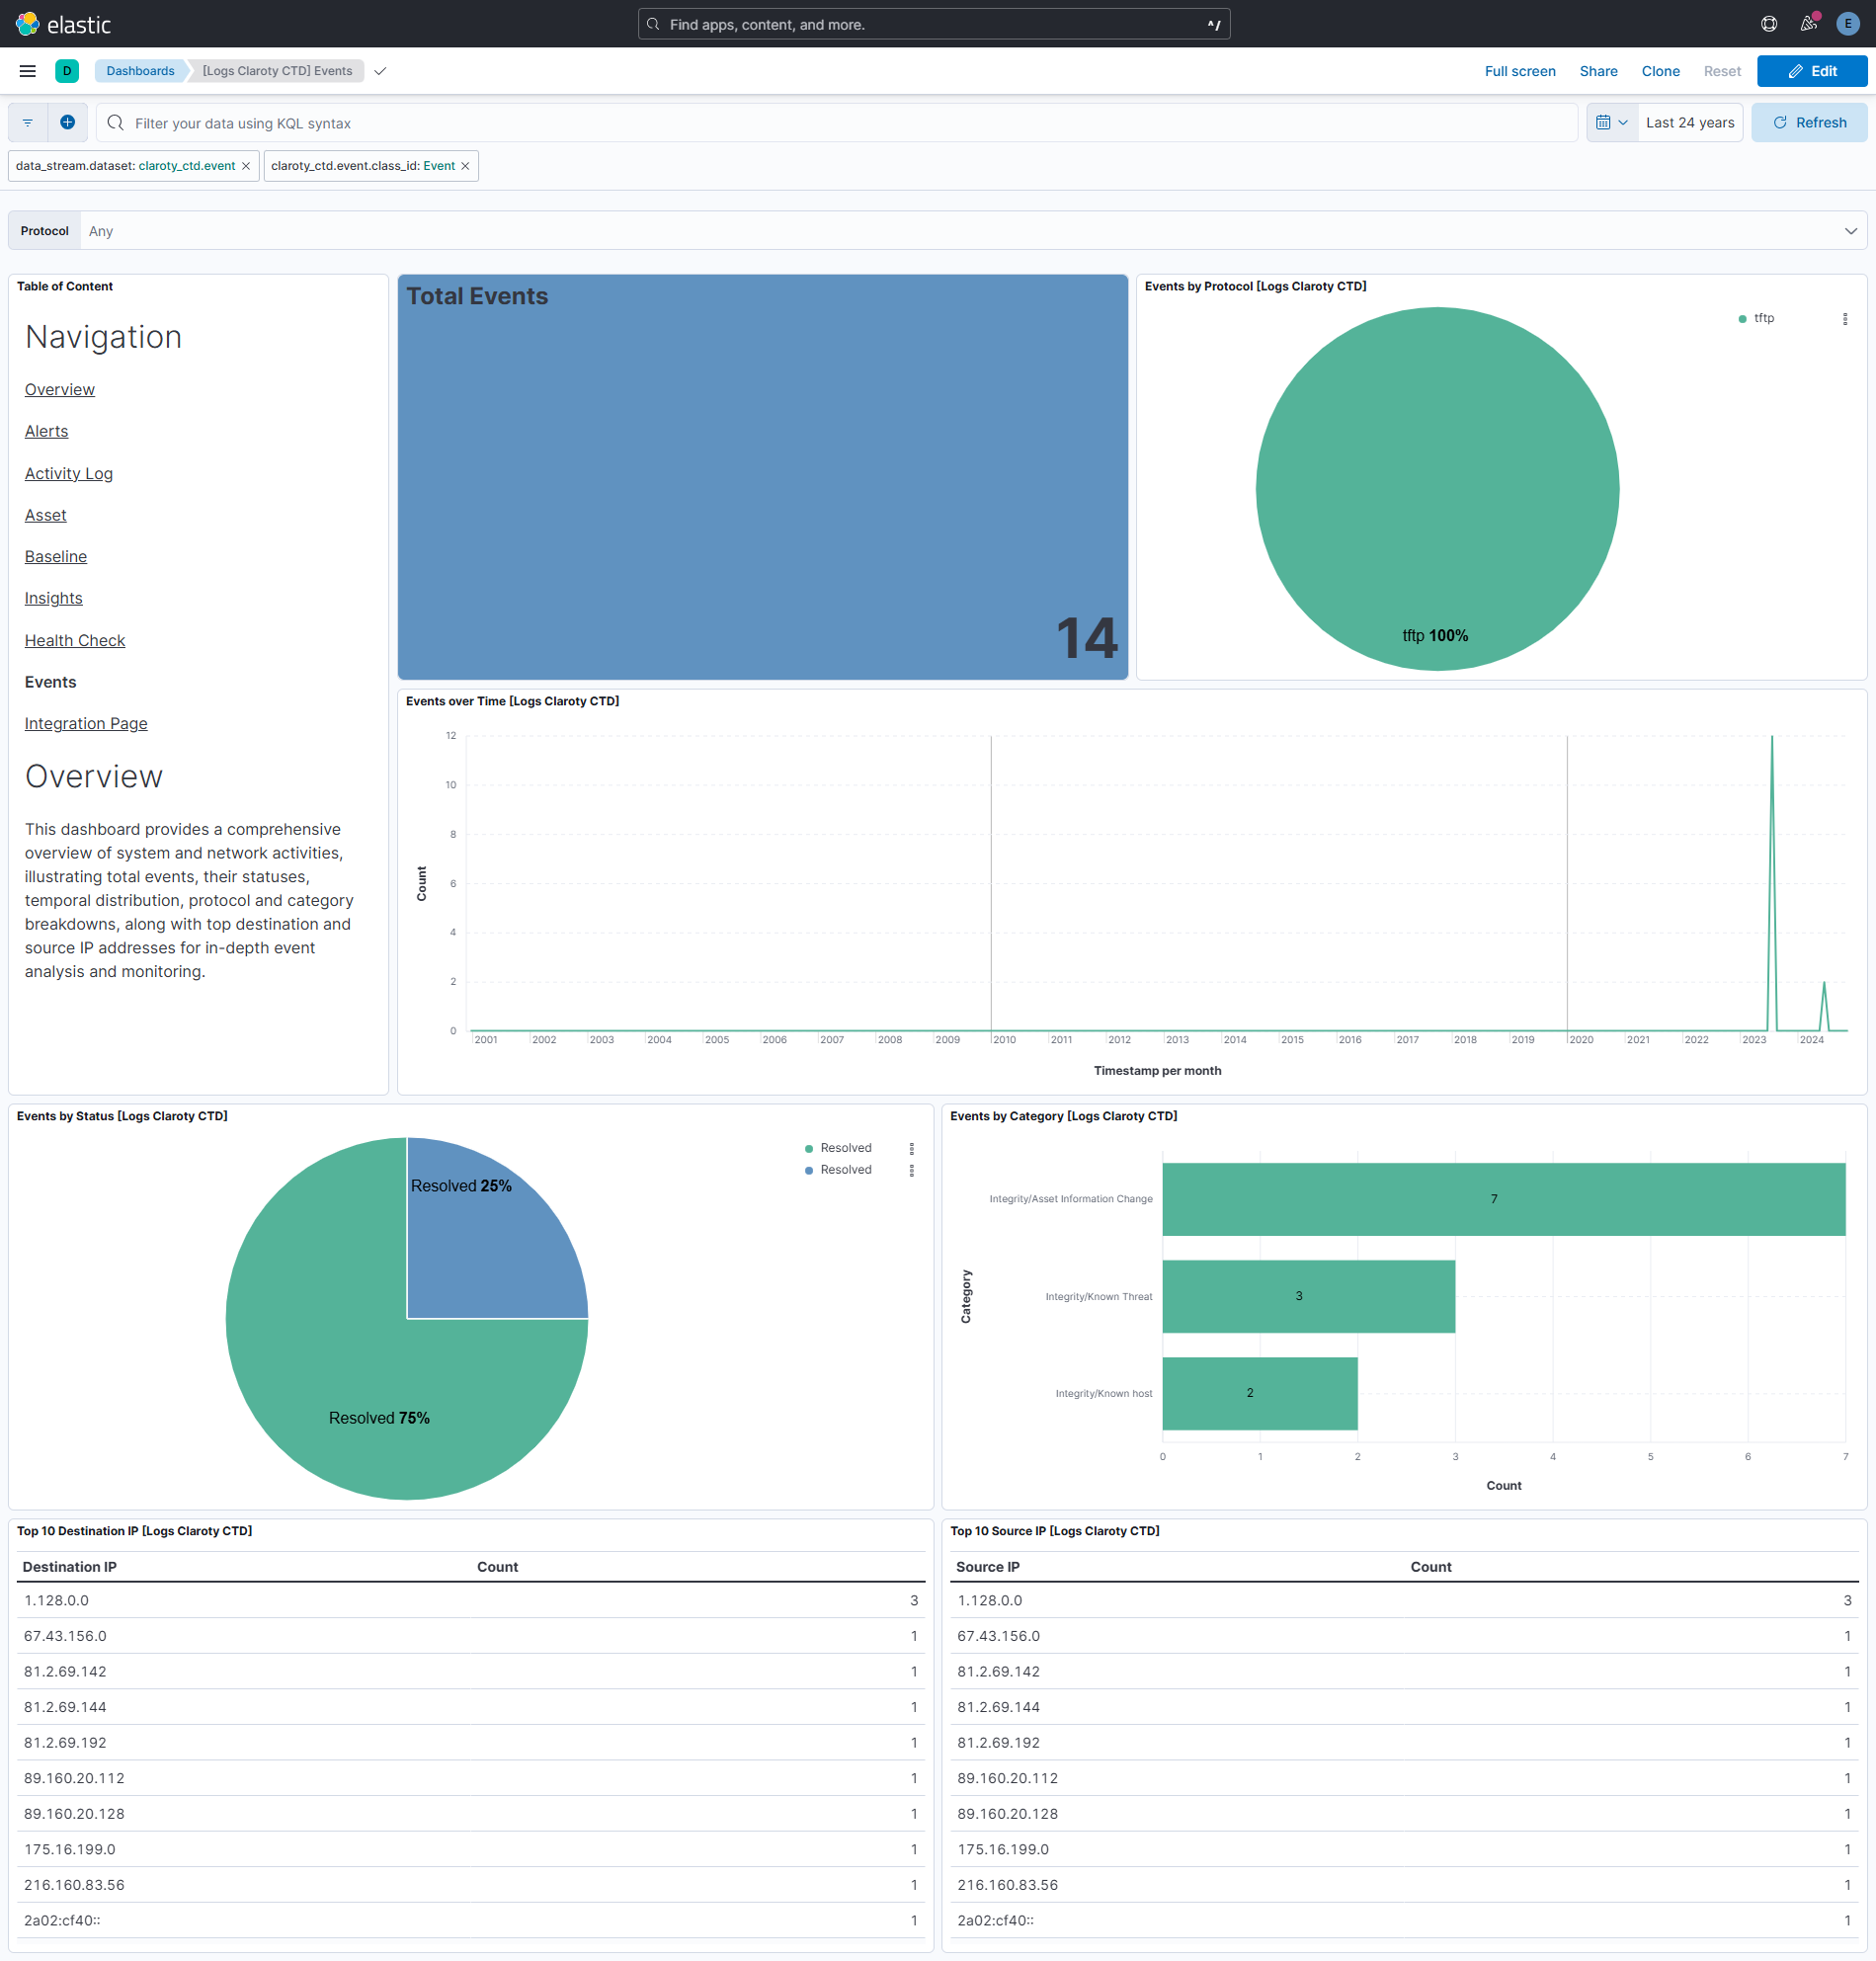 elastic
Find apps, content, and more.
^/
E
D
Dashboards
[Logs Claroty CTD] Events
Full screen
Share
Clone
Reset
Edit
Filter your data using KQL syntax
Last 24 years
Refresh
data_stream.dataset: claroty_ctd.event
claroty_ctd.event.class_id: Event
Protocol
Any
Table of Content
Navigation
Overview
Alerts
Activity Log
Asset
Baseline
Insights
Health Check
Events
Integration Page
Overview
This dashboard provides a comprehensive
overview of system and network activities,
illustrating total events, their statuses,
temporal distribution, protocol and category
breakdowns, along with top destination and
source IP addresses for in-depth event
analysis and monitoring.
Total Events
14
Events by Protocol [Logs Claroty CTD]
tftp
tftp 100%
Events over Time [Logs Claroty CTD]
12
10
8
6
4
2
0
Count
2001 2002 2003 2004 2005 2006 2007 2008 2009 2010 2011 2012 2013 2014 2015 2016 2017 2018 2019 2020 2021 2022 2023 2024
Timestamp per month
Events by Status [Logs Claroty CTD]
Resolved
Resolved
Resolved 25%
Resolved 75%
Events by Category [Logs Claroty CTD]
Category
Integrity/Asset Information Change
7
Integrity/Known Threat
3
Integrity/Known host
2
0 1 2 3 4 5 6 7
Count
Top 10 Destination IP [Logs Claroty CTD]
Destination IP Count
1.128.0.0 3
67.43.156.0 1
81.2.69.142 1
81.2.69.144 1
81.2.69.192 1
89.160.20.112 1
89.160.20.128 1
175.16.199.0 1
216.160.83.56 1
2a02:cf40:: 1
Top 10 Source IP [Logs Claroty CTD]
Source IP Count
1.128.0.0 3
67.43.156.0 1
81.2.69.142 1
81.2.69.144 1
81.2.69.192 1
89.160.20.112 1
89.160.20.128 1
175.16.199.0 1
216.160.83.56 1
2a02:cf40:: 1